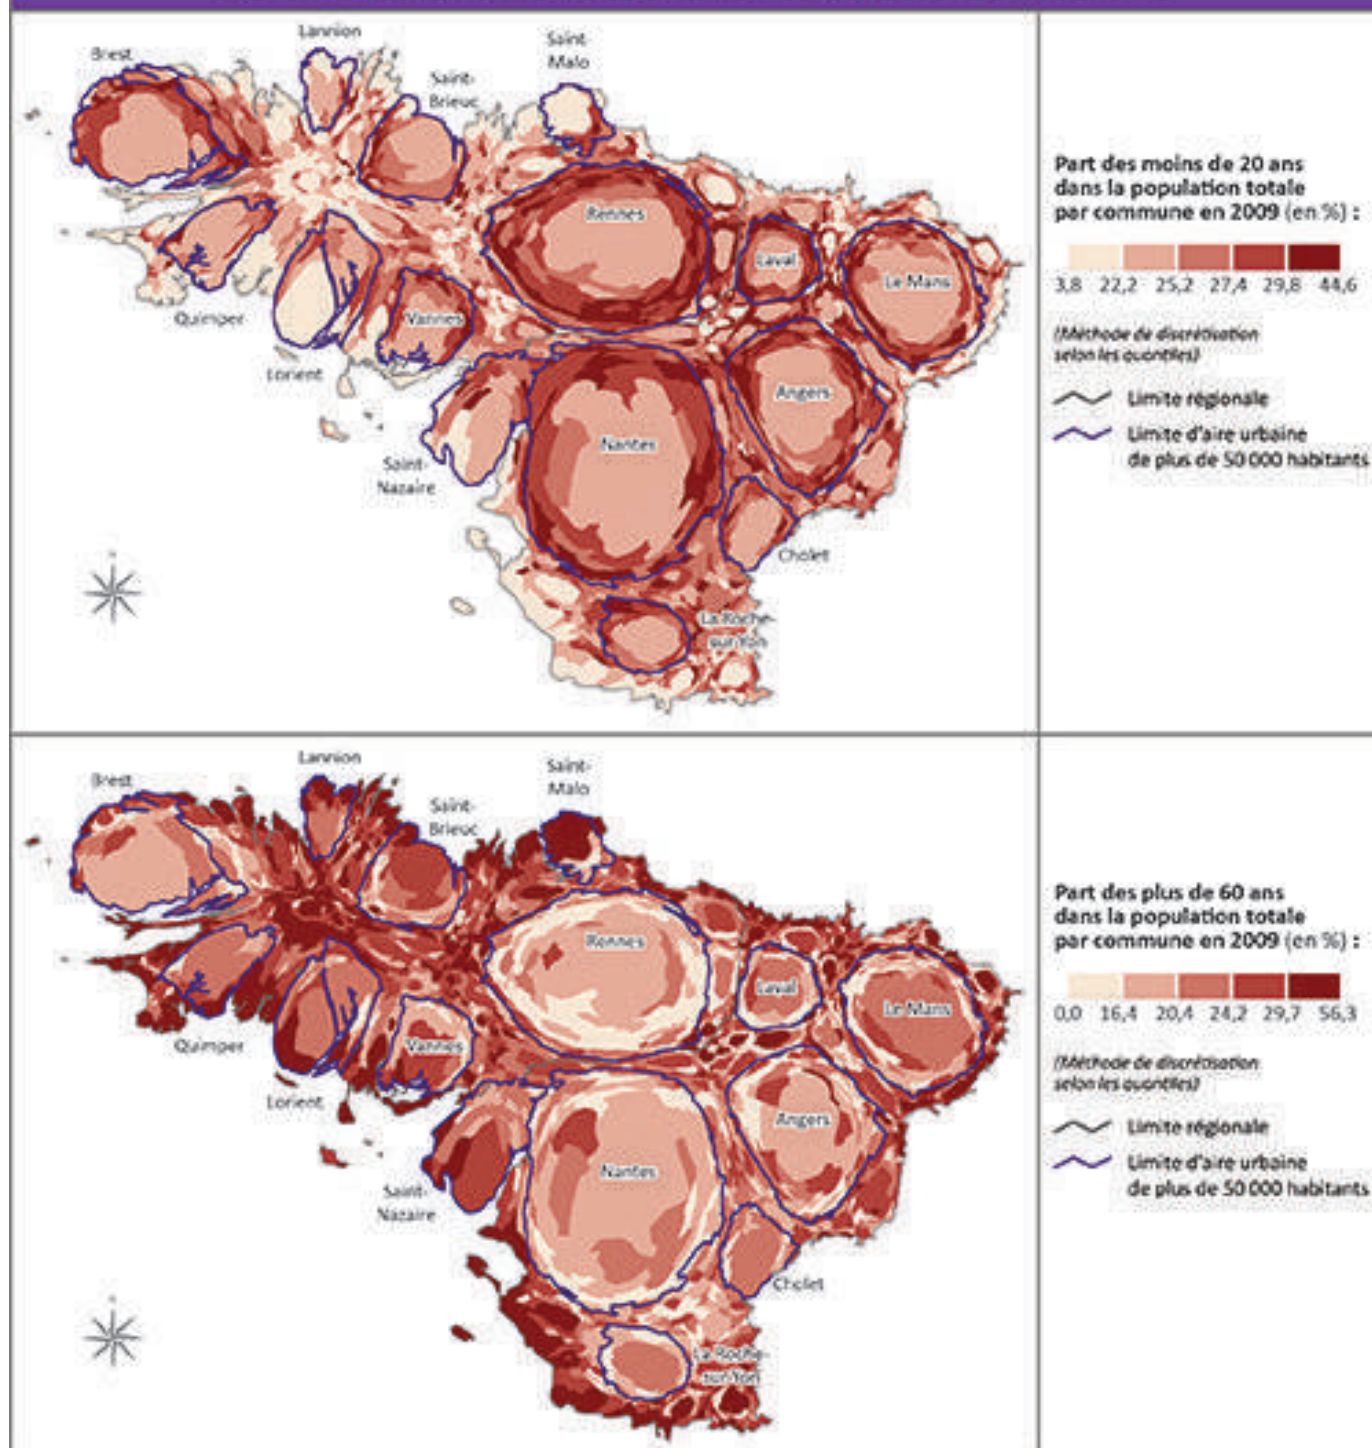 Brest
Lannion
Saint-
Brieuc
Saint-
Malo
Rennes
Laval
Le Mans
Quimper
Lorient
Vannes
Angers
Nantes
Saint-
Nazaire
Cholet
La Roche-
sur-Yon
Part des moins de 20 ans
dans la population totale
par commune en 2009 (en %) :
3,8 22,2 25,2 27,4 29,8 44,6
(Méthode de discrétisation
selon les quantiles)
Limite régionale
Limite d'aire urbaine
de plus de 50 000 habitants
Brest
Lannion
Saint-
Brieuc
Saint-
Malo
Rennes
Laval
Le Mans
Quimper
Lorient
Vannes
Angers
Nantes
Saint-
Nazaire
Cholet
La Roche-
sur-Yon
Part des plus de 60 ans
dans la population totale
par commune en 2009 (en %) :
0,0 16,4 20,4 24,2 29,7 56,3
(Méthode de discrétisation
selon les quantiles)
Limite régionale
Limite d'aire urbaine
de plus de 50 000 habitants